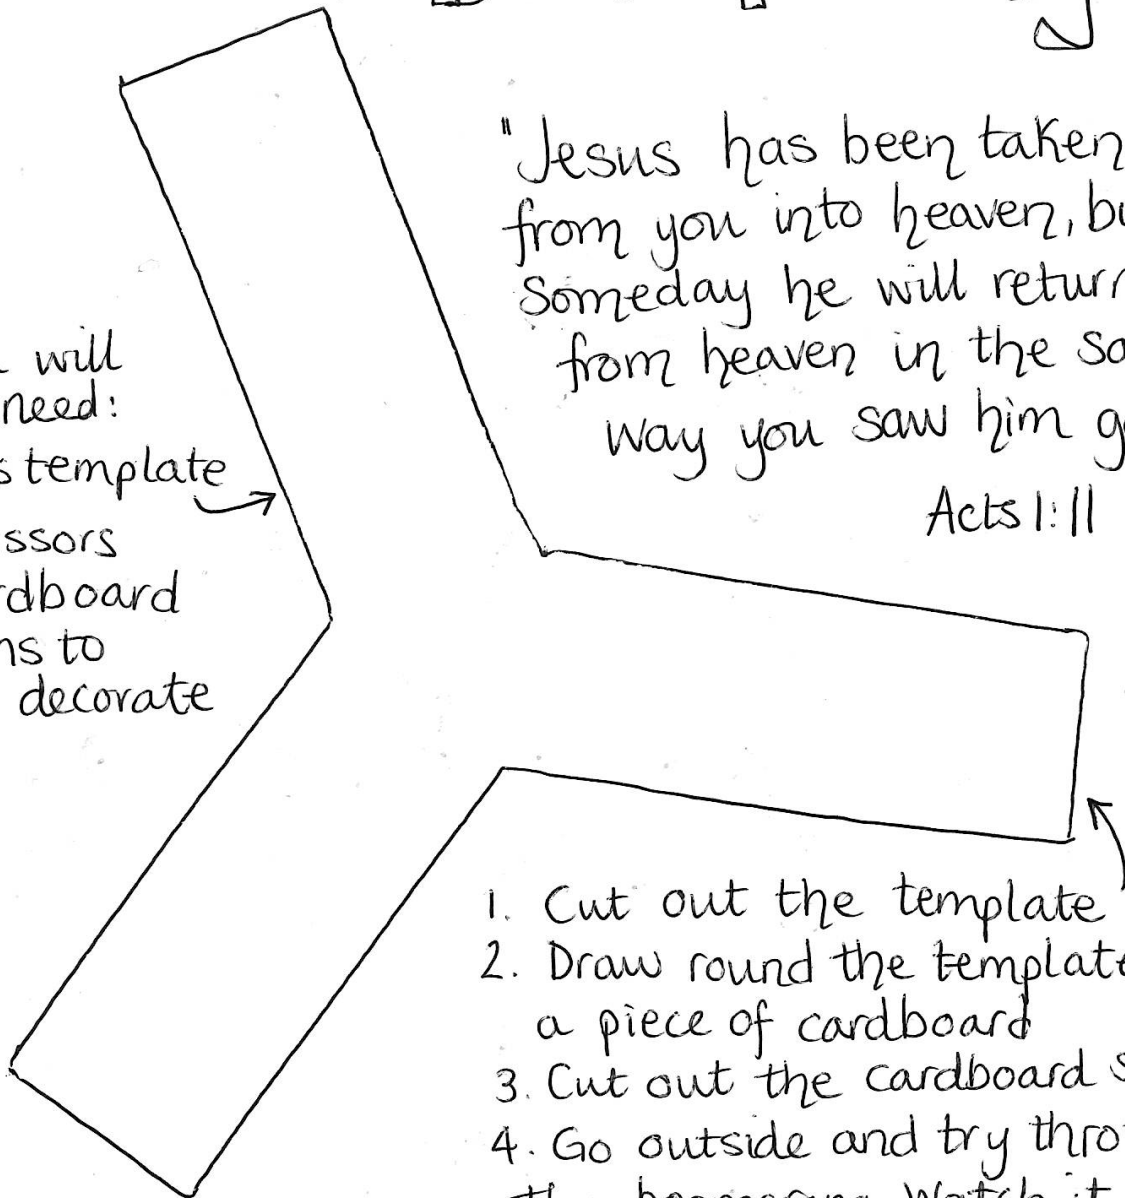 "Jesus has been taken
from you into heaven, bu
Someday he will return
from heaven in the sa
way you saw him g
Acts 1:11
will
need:
s template
ssors
rdboard
ns to
decorate
1. Cut out the template
2. Draw round the template
a piece of cardboard
3. Cut out the cardboard s
4. Go outside and try thro